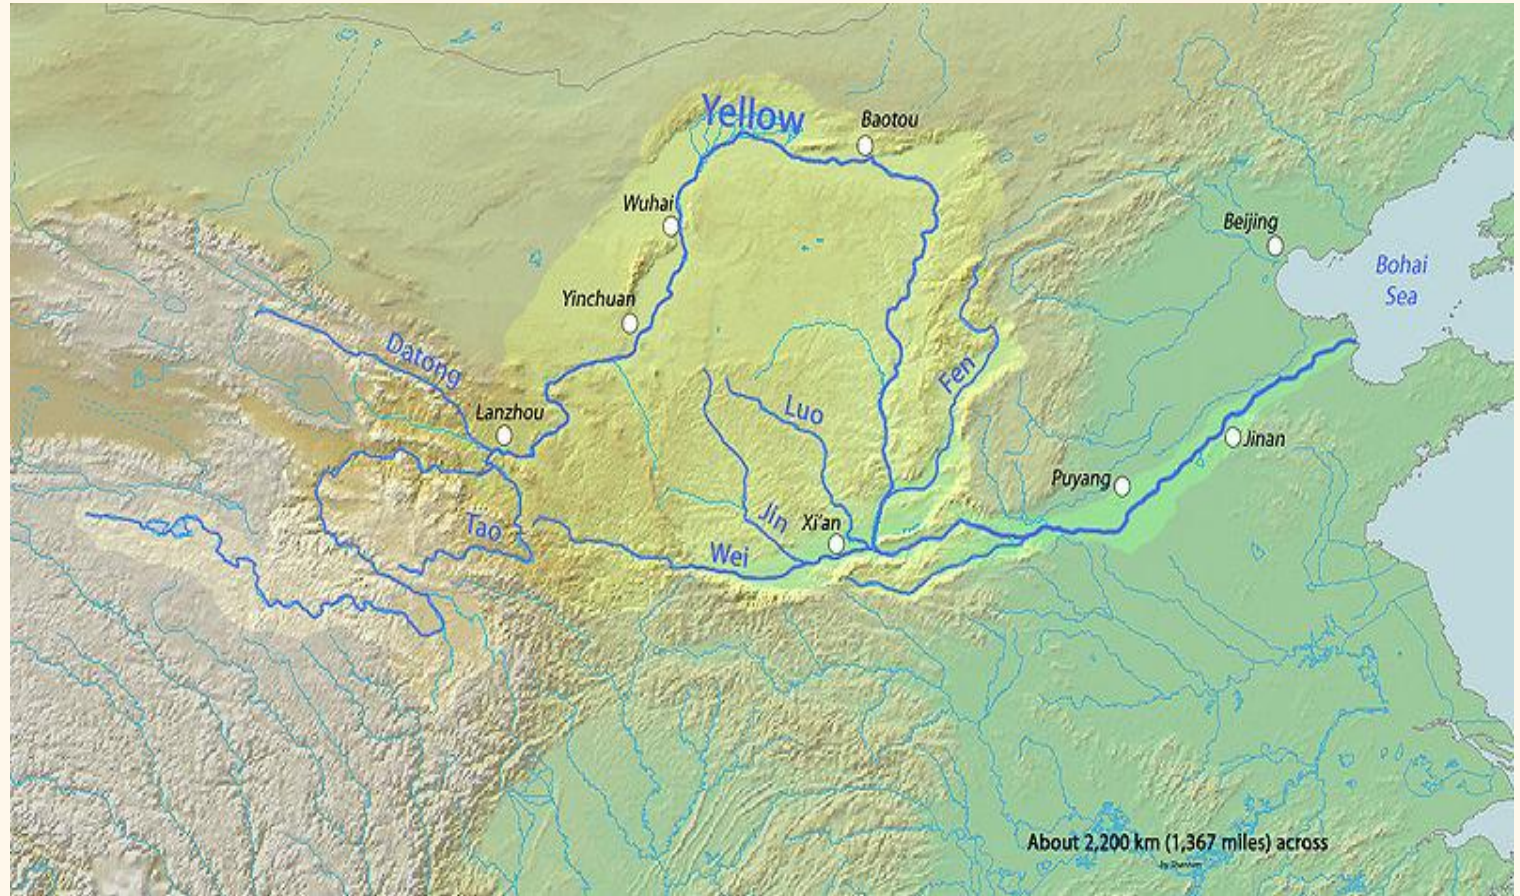 Yellow
Baotou
Wuhai
Beijing
Bohai
Sea
Yinchuan
Datong
Fen
Lanzhou
Luo
Jinan
Puyang
Tao
Jin
Xi'an
Wei
About 2,200 km (1,367 miles) across